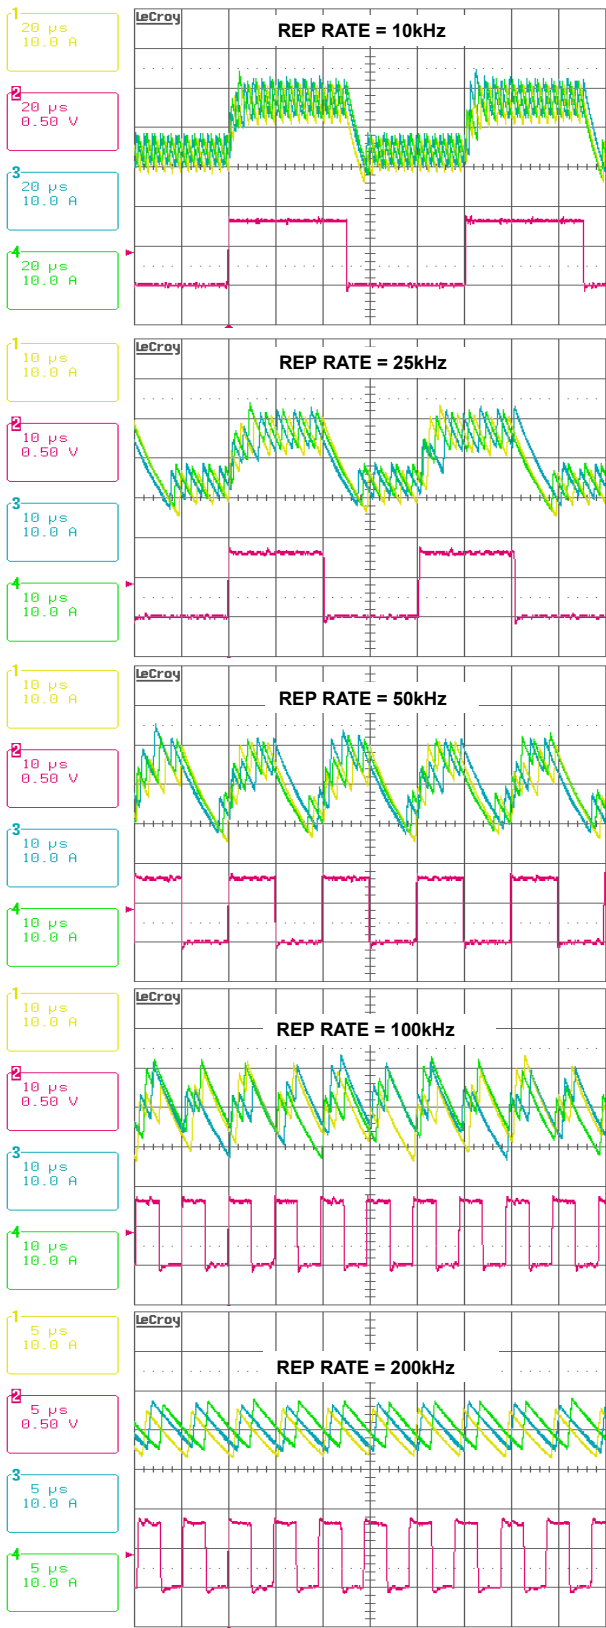 1
20 µs
10.0 A
2
20 µs
0.50 V
3
20 µs
10.0 A
4
20 µs
10.0 A
LeCroy
REP RATE = 10kHz
1
10 µs
10.0 A
2
10 µs
0.50 V
3
10 µs
10.0 A
4
10 µs
10.0 A
LeCroy
REP RATE = 25kHz
1
10 µs
10.0 A
2
10 µs
0.50 V
3
10 µs
10.0 A
4
10 µs
10.0 A
LeCroy
REP RATE = 50kHz
1
10 µs
10.0 A
2
10 µs
0.50 V
3
10 µs
10.0 A
4
10 µs
10.0 A
LeCroy
REP RATE = 100kHz
1
5 µs
10.0 A
2
5 µs
0.50 V
3
5 µs
10.0 A
4
5 µs
10.0 A
LeCroy
REP RATE = 200kHz